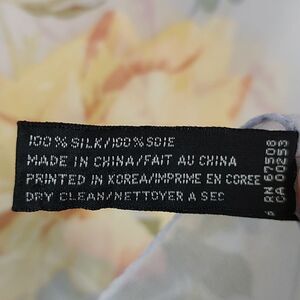 100% SILK/100% SOIE
MADE IN CHINA/FAIT AU CHINA
PRINTED IN KOREA/IMPRIME EN COREE
DRY CLEAN/NETTOYER A SEC
RN 67508
CA 00253